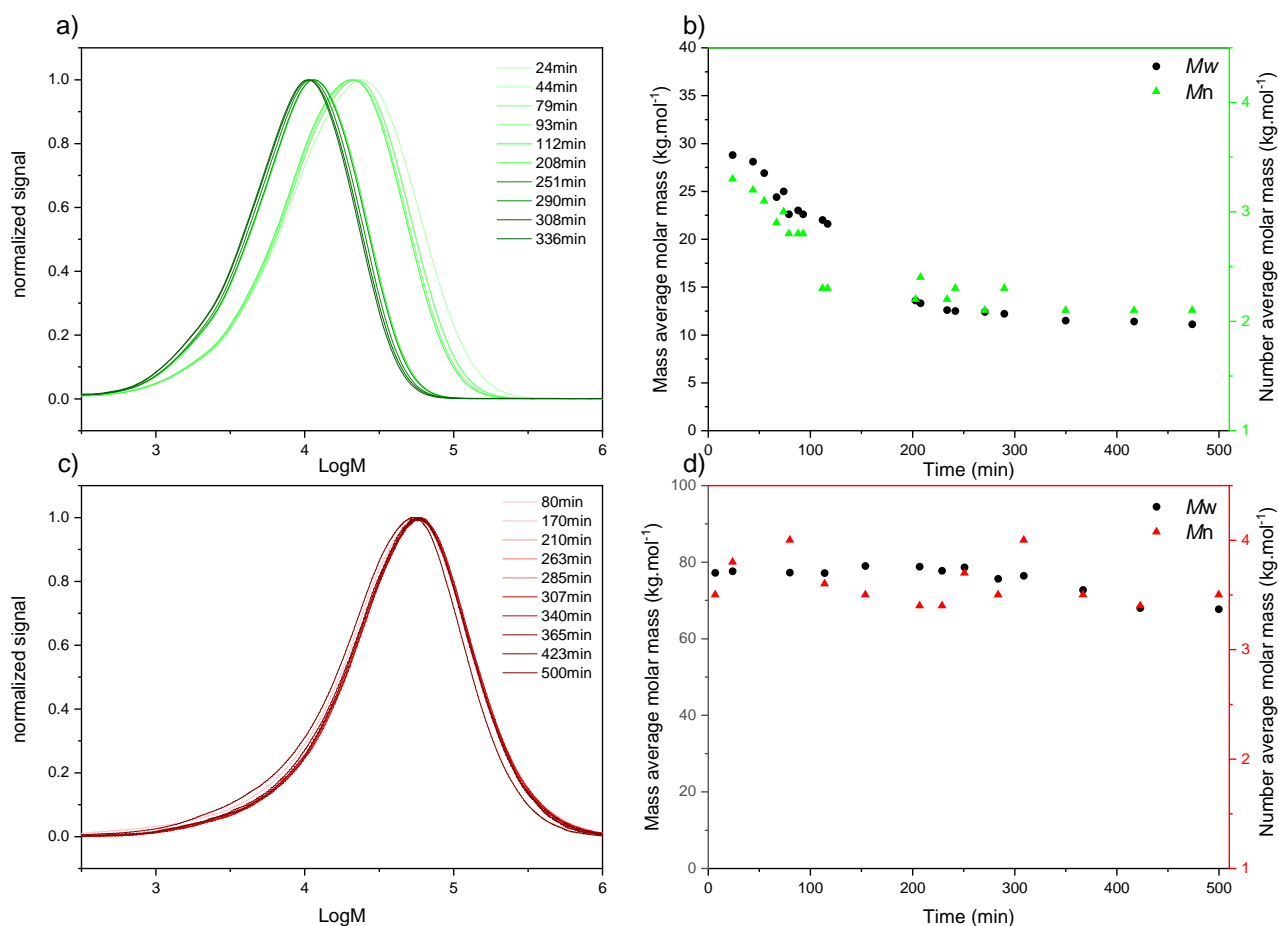 a)
normalized signal
1.0
0.8
0.6
0.4
0.2
0.0
3
4
5
6
LogM
24min
44min
79min
93min
112min
208min
251min
290min
308min
336min
b)
Mass average molar mass (kg.mol-1)
40
35
30
25
20
15
10
5
0
0
100
200
300
400
500
Time (min)
Mw
Mn
4
3
2
1
Number average molar mass (kg.mol-1)
c)
normalized signal
1.0
0.8
0.6
0.4
0.2
0.0
3
4
5
6
LogM
80min
170min
210min
263min
285min
307min
340min
365min
423min
500min
d)
Mass average molar mass (kg.mol-1)
100
80
60
40
20
0
0
100
200
300
400
500
Time (min)
Mw
Mn
4
3
2
1
Number average molar mass (kg.mol-1)